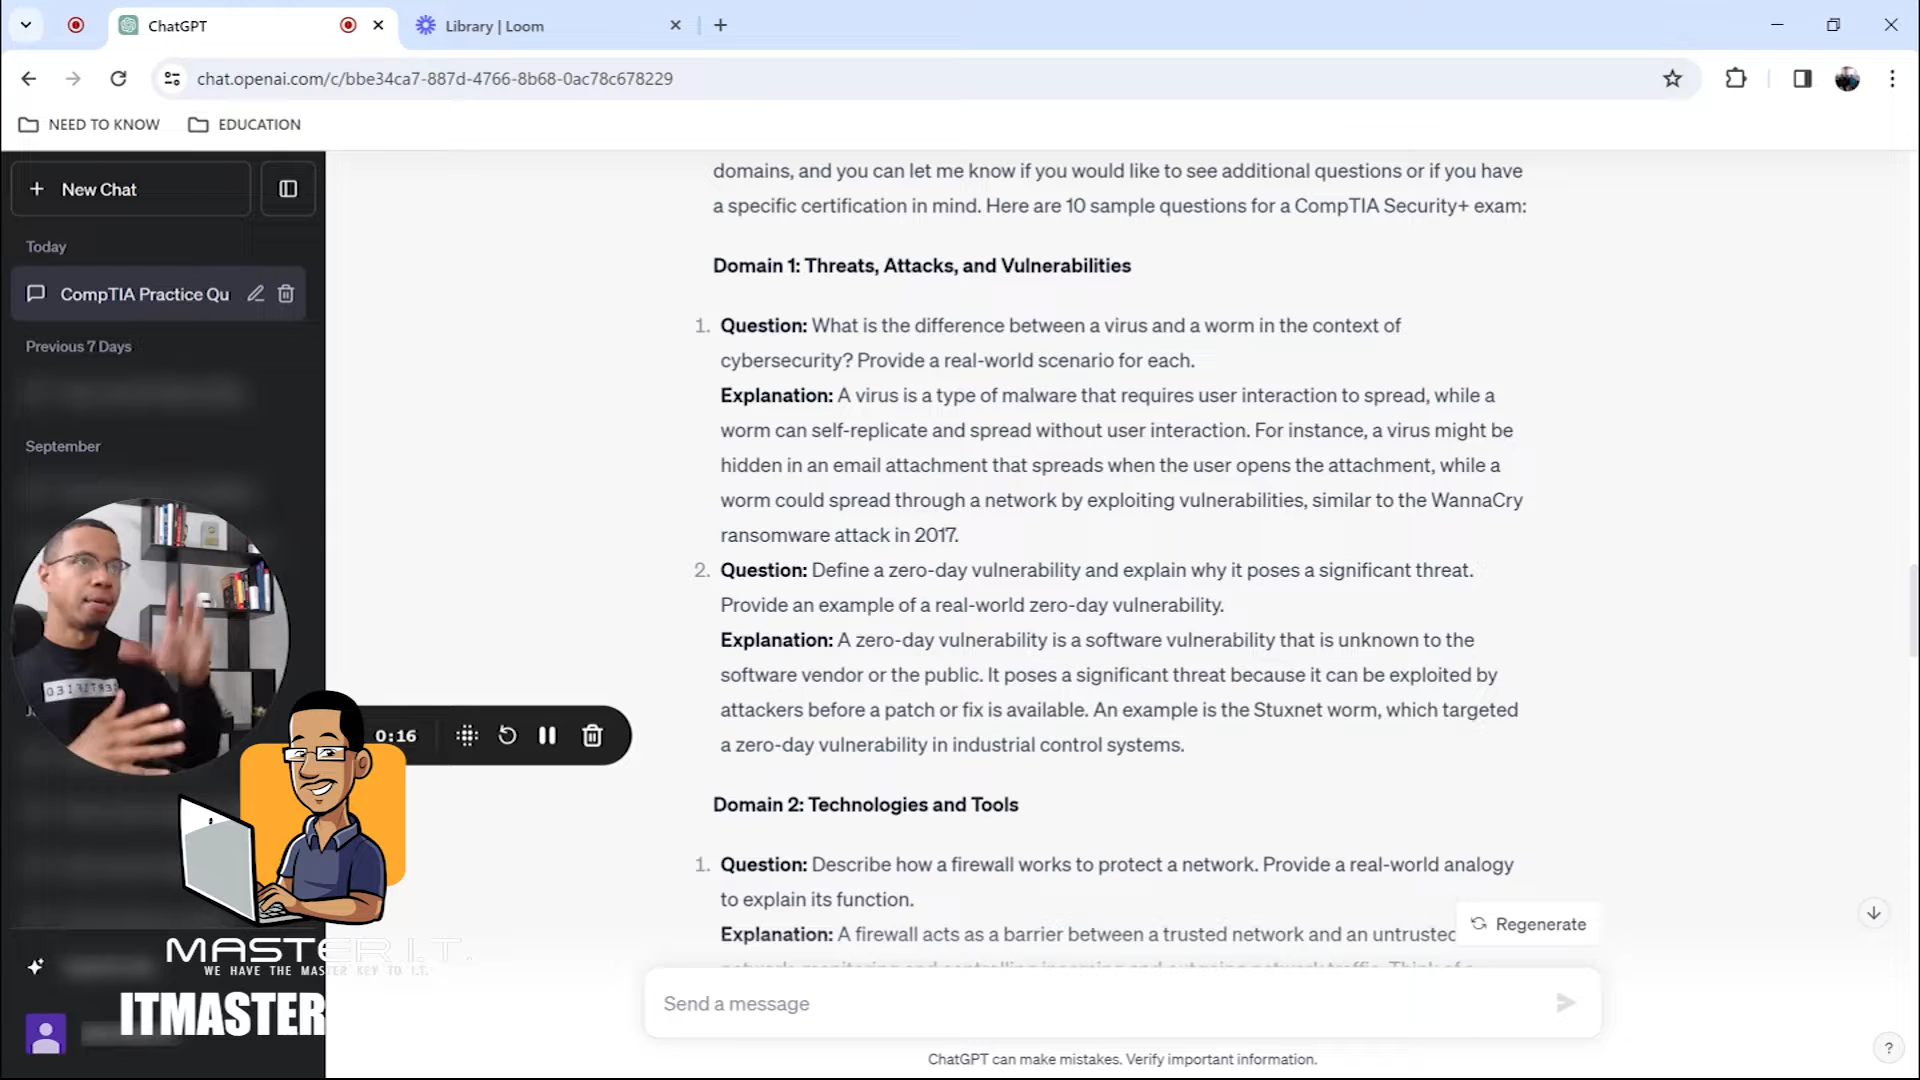 ChatGPT
Library | Loom
chat.openai.com/c/bbe34ca7-887d-4766-8b68-0ac78c678229
NEED TO KNOW
EDUCATION
New Chat
Today
CompTIA Practice Qu
Previous 7 Days
September
domains, and you can let me know if you would like to see additional questions or if you have
a specific certification in mind. Here are 10 sample questions for a CompTIA Security+ exam:
Domain 1: Threats, Attacks, and Vulnerabilities
1. Question: What is the difference between a virus and a worm in the context of
cybersecurity? Provide a real-world scenario for each.
Explanation: A virus is a type of malware that requires user interaction to spread, while a
worm can self-replicate and spread without user interaction. For instance, a virus might be
hidden in an email attachment that spreads when the user opens the attachment, while a
worm could spread through a network by exploiting vulnerabilities, similar to the WannaCry
ransomware attack in 2017.
2. Question: Define a zero-day vulnerability and explain why it poses a significant threat.
Provide an example of a real-world zero-day vulnerability.
Explanation: A zero-day vulnerability is a software vulnerability that is unknown to the
software vendor or the public. It poses a significant threat because it can be exploited by
attackers before a patch or fix is available. An example is the Stuxnet worm, which targeted
a zero-day vulnerability in industrial control systems.
Domain 2: Technologies and Tools
1. Question: Describe how a firewall works to protect a network. Provide a real-world analogy
to explain its function.
Explanation: A firewall acts as a barrier between a trusted network and an untrusted
Regenerate
Send a message
ChatGPT can make mistakes. Verify important information.
?
0:16
MASTER I.T.
WE HAVE THE MASTER KEY TO I.T.
ITMASTER